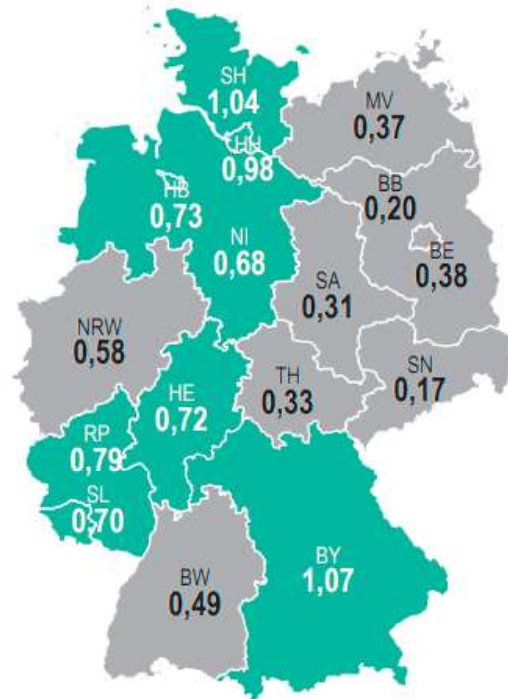 SH
1,04
MV
0,37
HH
0,98
BB
0,20
HB
0,73
NI
0,68
BE
0,38
SA
0,31
NRW
0,58
SN
0,17
TH
0,33
HE
0,72
RP
0,79
SL
0,70
BY
1,07
BW
0,49